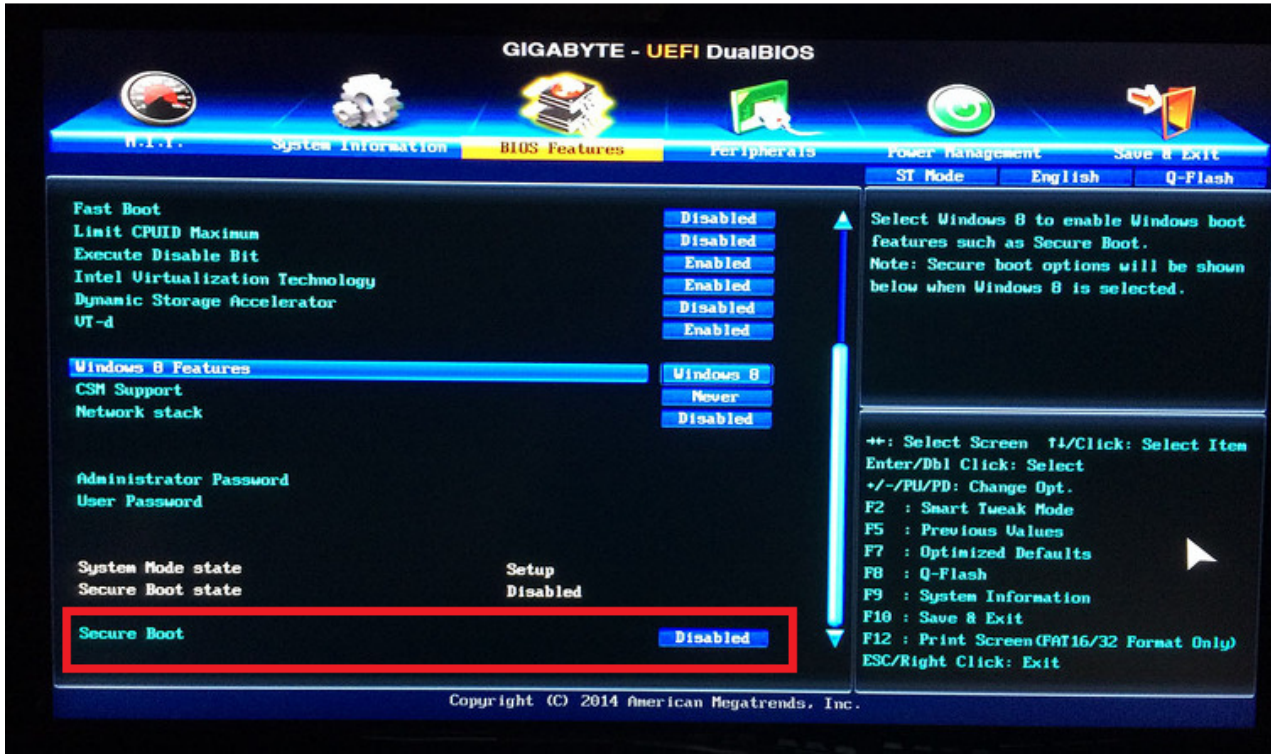 GIGABYTE - UEFI DualBIOS
M.I.T. System Information BIOS Features Peripherals Power Management Save & Exit
ST Mode English Q-Flash
Fast Boot Disabled
Limit CPUID Maximum Disabled
Execute Disable Bit Enabled
Intel Virtualization Technology Enabled
Dynamic Storage Accelerator Disabled
VT-d Enabled
Windows 8 Features Windows 8
CSM Support Never
Network stack Disabled
Administrator Password
User Password
System Mode state Setup
Secure Boot state Disabled
Secure Boot Disabled
Select Windows 8 to enable Windows boot
features such as Secure Boot.
Note: Secure boot options will be shown
below when Windows 8 is selected.
→←: Select Screen ↑↓/Click: Select Item
Enter/Dbl Click: Select
+/-/PU/PD: Change Opt.
F2 : Smart Tweak Mode
F5 : Previous Values
F7 : Optimized Defaults
F8 : Q-Flash
F9 : System Information
F10 : Save & Exit
F12 : Print Screen(FAT16/32 Format Only)
ESC/Right Click: Exit
Copyright (C) 2014 American Megatrends, Inc.